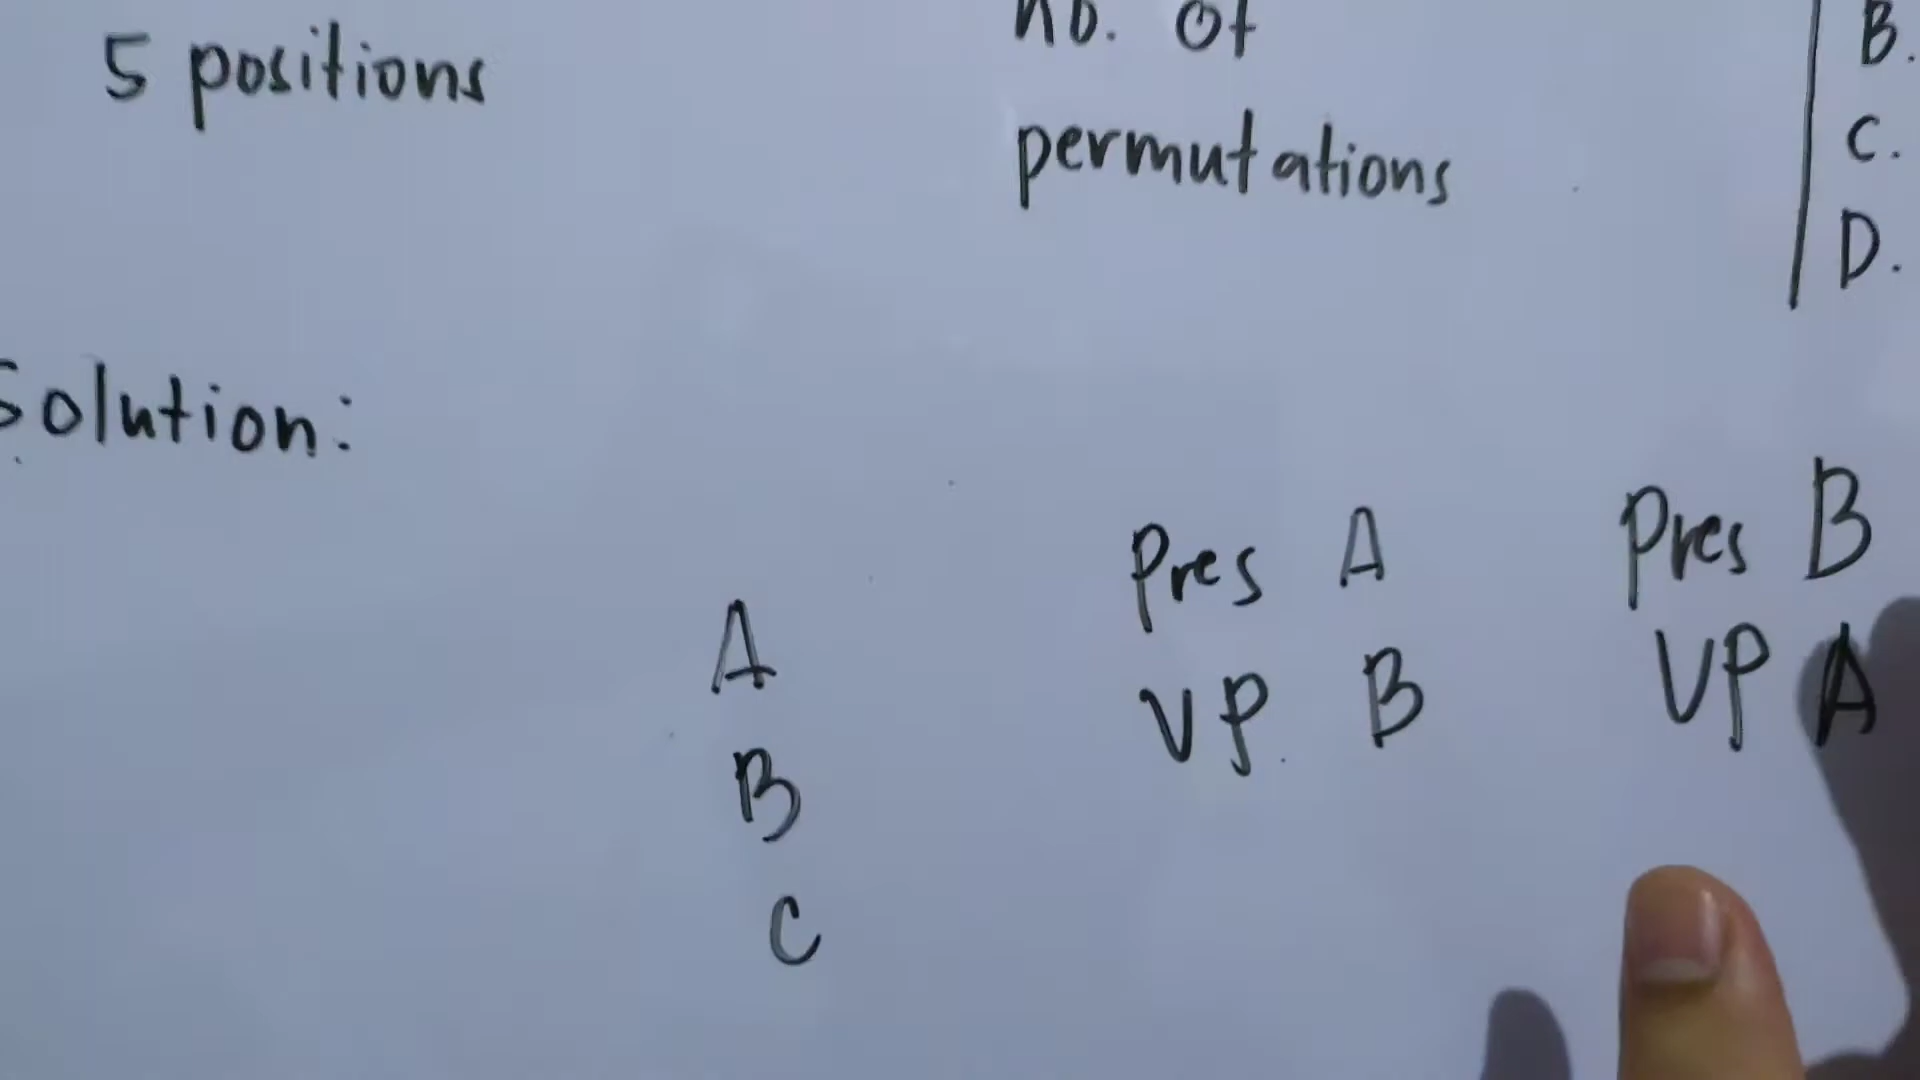 5 positions
no. of
permutations
B.
C.
D.
Solution:
A
B
C
Pres A
VP. B
Pres B
VP A